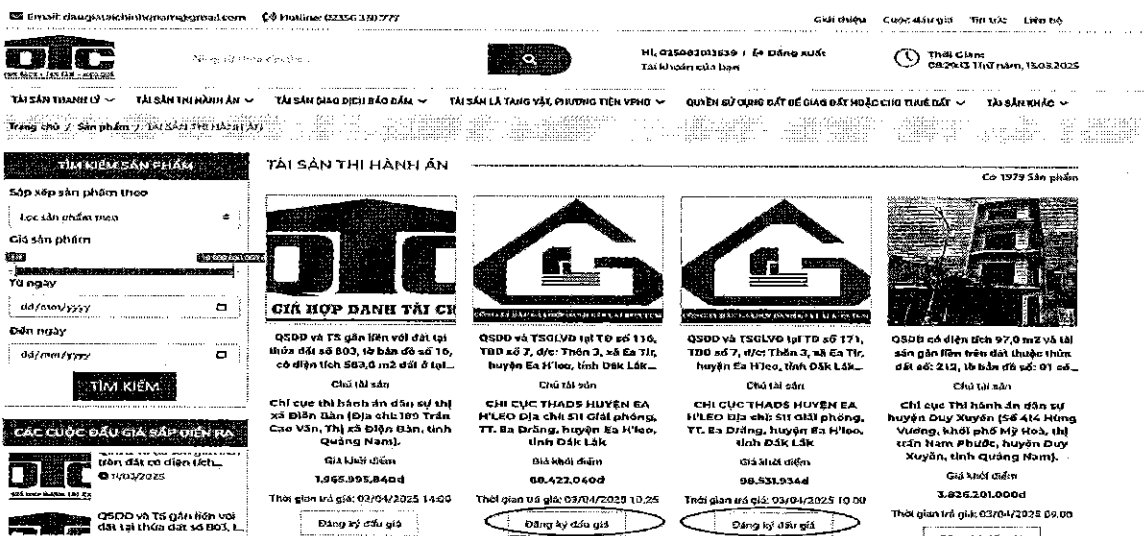 Email: daugiataichinhqnam@gmail.com Hotline: 02356 330 777
Giới thiệu Cuộc đấu giá Tin tức Liên hệ
Đăng xuất
Tài khoản của bạn
Thời Gian:
Thứ năm, 13.03.2025
TÀI SẢN THANH LÝ
TÀI SẢN THI HÀNH ÁN
TÀI SẢN GIAO DỊCH BẢO ĐẢM
TÀI SẢN LÀ TANG VẬT, PHƯƠNG TIỆN VPHC
QUYỀN SỬ DỤNG ĐẤT ĐỂ GIAO ĐẤT HOẶC CHO THUÊ ĐẤT
TÀI SẢN KHÁC
Trang chủ / Sản phẩm / TÀI SẢN THI HÀNH ÁN
TÌM KIẾM SẢN PHẨM
Sắp xếp sản phẩm theo
Lọc sản phẩm theo
Giá sản phẩm
Từ ngày
dd/mm/yyyy
Đến ngày
dd/mm/yyyy
TÌM KIẾM
CÁC CUỘC ĐẤU GIÁ SẮP DIỄN RA
trên đất có diện tích...
QSDĐ và TS gắn liền với
đất tại thửa đất số 803, t...
TÀI SẢN THI HÀNH ÁN
Có 1979 Sản phẩm
DTC
GIÁ HỢP DANH TÀI CH
QSDĐ và TS gắn liền với đất tại
thửa đất số 803, tờ bản đồ số 16,
có diện tích 583,0 m2 đất ở tại...
Chủ tài sản
Chi cục thi hành án dân sự thị
xã Điện Bàn (Địa chỉ: 189 Trần
Cao Vân, Thị xã Điện Bàn, tỉnh
Quảng Nam).
Giá khởi điểm
1.965.995.840đ
Thời gian trả giá: 03/04/2025 14:00
Đăng ký đấu giá
QSDĐ và TSGLVĐ tại TĐ số 116,
TBĐ số 7, đ/c: Thôn 3, xã Ea Tir,
huyện Ea H'leo, tỉnh Đắk Lắk...
Chủ tài sản
CHI CỤC THADS HUYỆN EA
H'LEO Địa chỉ: 511 Giải phóng,
TT. Ea Drăng, huyện Ea H'leo,
tỉnh Đắk Lắk
Giá khởi điểm
88.422.040đ
Thời gian trả giá: 03/04/2025 10:25
Đăng ký đấu giá
QSDĐ và TSGLVĐ tại TĐ số 171,
TBĐ số 7, đ/c: Thôn 3, xã Ea Tir,
huyện Ea H'leo, tỉnh Đắk Lắk...
Chủ tài sản
CHI CỤC THADS HUYỆN EA
H'LEO Địa chỉ: 511 Giải phóng,
TT. Ea Drăng, huyện Ea H'leo,
tỉnh Đắk Lắk
Giá khởi điểm
98.531.934đ
Thời gian trả giá: 03/04/2025 10:00
Đăng ký đấu giá
QSDĐ có diện tích 97,0 m2 và tài
sản gắn liền trên đất thuộc thửa
đất số: 212, tờ bản đồ số: 01 có...
Chủ tài sản
Chi cục Thi hành án dân sự
huyện Duy Xuyên (Số 414 Hùng
Vương, khối phố Mỹ Hoà, thị
trấn Nam Phước, huyện Duy
Xuyên, tỉnh Quảng Nam).
Giá khởi điểm
3.826.201.000đ
Thời gian trả giá: 03/04/2025 09:00